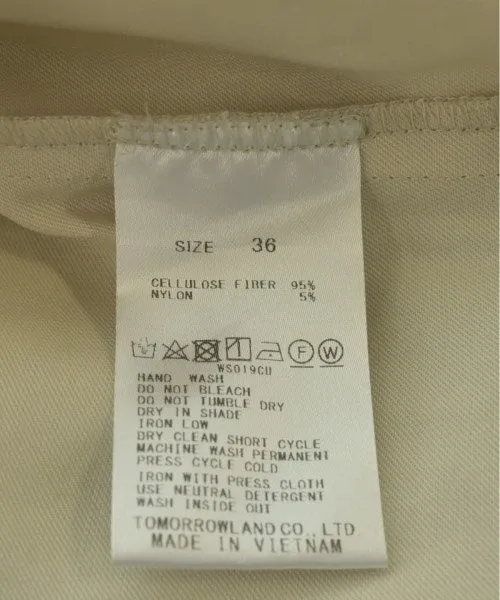 SIZE 36
CELLULOSE FIBER 95%
NYLON 5%
F W
WS019CU
HAND WASH
DO NOT BLEACH
DO NOT TUMBLE DRY
DRY IN SHADE
IRON LOW
DRY CLEAN SHORT CYCLE
MACHINE WASH PERMANENT
PRESS CYCLE COLD
IRON WITH PRESS CLOTH
USE NEUTRAL DETERGENT
WASH INSIDE OUT
TOMORROWLAND CO., LTD
MADE IN VIETNAM